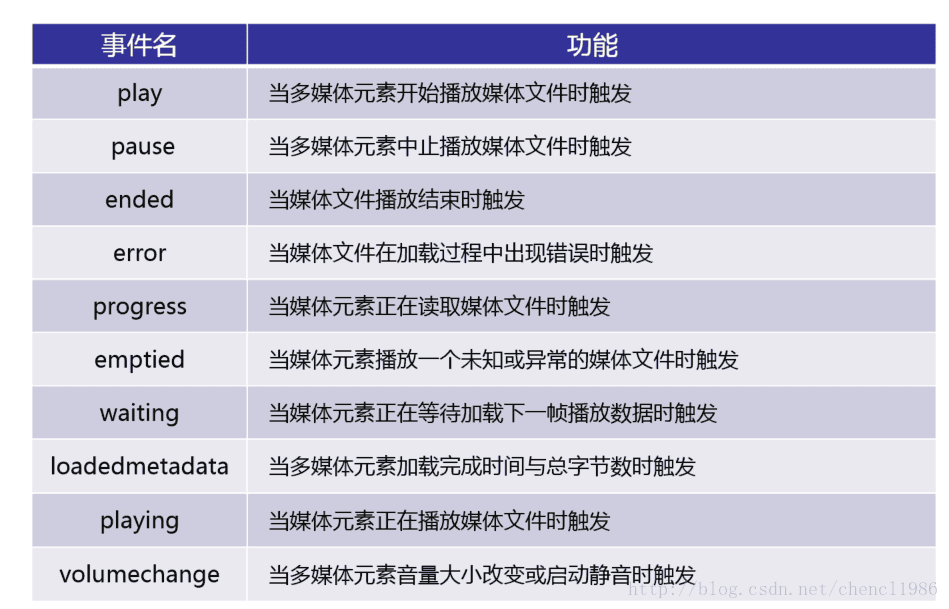 事件名 功能
play 当多媒体元素开始播放媒体文件时触发
pause 当多媒体元素中止播放媒体文件时触发
ended 当媒体文件播放结束时触发
error 当媒体文件在加载过程中出现错误时触发
progress 当媒体元素正在读取媒体文件时触发
emptied 当媒体元素播放一个未知或异常的媒体文件时触发
waiting 当媒体元素正在等待加载下一帧播放数据时触发
loadedmetadata 当多媒体元素加载完成时间与总字节数时触发
playing 当媒体元素正在播放媒体文件时触发
volumechange 当多媒体元素音量大小改变或启动静音时触发
http://blog.csdn.net/chencl1986